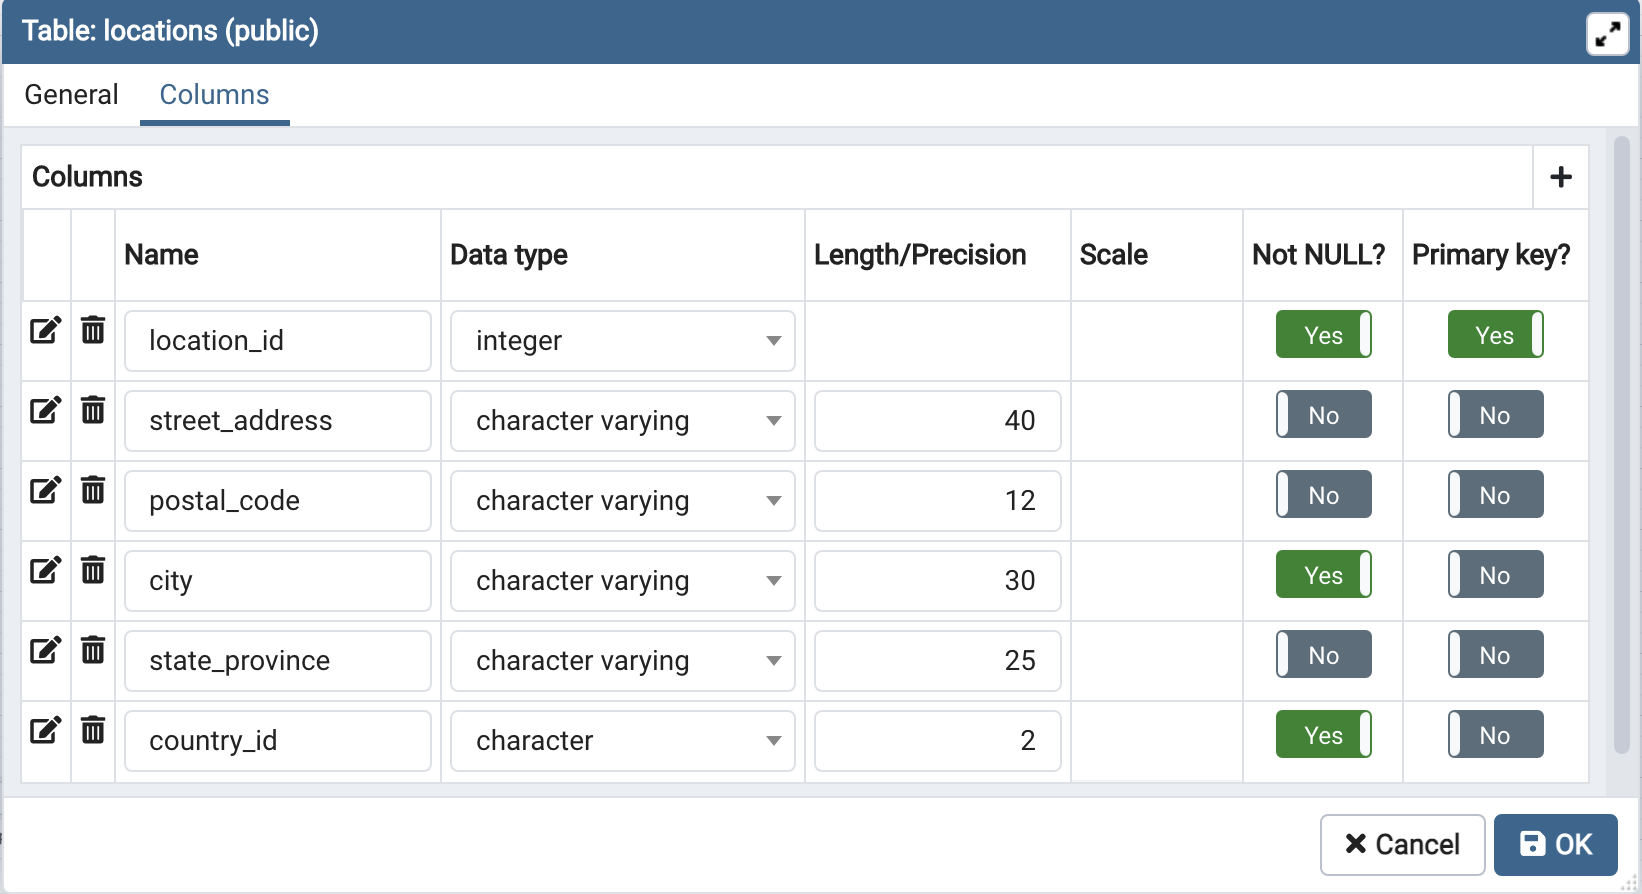 Table: locations (public)
General Columns
Columns
Name Data type Length/Precision Scale Not NULL? Primary key?
location_id integer Yes Yes
street_address character varying 40 No No
postal_code character varying 12 No No
city character varying 30 Yes No
state_province character varying 25 No No
country_id character 2 Yes No
Cancel OK